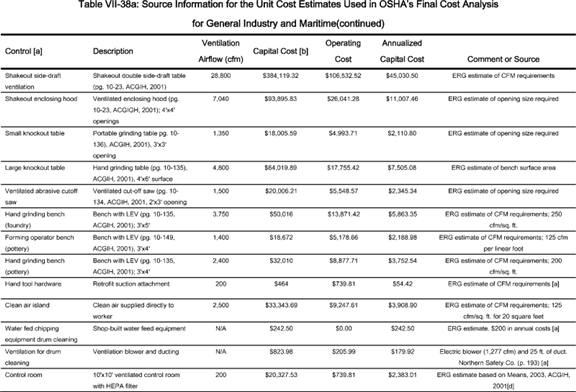 Table VII-38a: Source Information for the Unit Cost Estimates Used in OSHA's Final Cost Analysis
for General Industry and Maritime(continued)
Control [a] Description Ventilation Airflow (cfm) Capital Cost [b] Operating Cost Annualized Capital Cost Comment or Source
Shakeout side-draft Shakeout double side-draft table 28,800 $384,119.32 $106,532.52 $45,030.50 ERG estimate of CFM requirements
ventilation (pg. 10-23, ACGIH, 2001)
Shakeout enclosing hood Ventilated enclosing hood (pg. 7,040 $93,895.83 $26,041.28 $11,007.46 ERG estimate of opening size required
10-23, ACGIH, 2001); 4'x4'
openings
Small knockout table Portable grinding table pg. 10- 1,350 $18,005.59 $4,993.71 $2,110.80 ERG estimate of opening size required
136), ACGIH, 2001), 3'x3'
opening
Large knockout table Hand grinding table (pg. 10-135), 4,800 $64,019.89 $17,755.42 $7,505.08 ERG estimate of bench surface area
ACGIH, 2001), 4'x6' surface
Ventilated abrasive cutoff Ventilated cut-off saw (pg. 10- 1,500 $20,006.21 $5,548.57 $2,345.34 ERG estimate of opening size required
saw 134, ACGIH, 2001, 2'x3' opening
Hand grinding bench Bench with LEV (pg. 10-135, 3,750 $50,016 $13,871.42 $5,863.35 ERG estimate of CFM requirements; 250
(foundry) ACGIH, 2001); 3'x5' cfm/sq. ft.
Forming operator bench Bench with LEV (pg. 10-149, 1,400 $18,672 $5,178.66 $2,188.98 ERG estimate of CFM requirements; 125 cfm
(pottery) ACGIH, 2001), 3'x4' per linear foot
Hand grinding bench Bench with LEV (pg. 10-135, 2,400 $32,010 $8,877.71 $3,752.54 ERG estimate of CFM requirements; 200
(pottery) ACGIH, 2001), 3'x4' cfm/sq. ft.
Hand tool hardware Retrofit suction attachment 200 $464 $739.81 $54.42 ERG estimate of CFM requirements [a]
Clean air island Clean air supplied directly to 2,500 $33,343.69 $9,247.61 $3,908.90 ERG estimate of CFM requirements; 125
worker cfm/sq. ft. for 20 square feet
Water fed chipping Shop-built water feed equipment N/A $242.50 $0.00 $242.50 ERG estimate. $200 in annual costs [a]
equipment drum cleaning
Ventilation for drum Ventilation blower and ducting N/A $823.98 $205.99 $179.92 Electric blower (1,277 cfm) and 25 ft. of duct.
cleaning Northern Safety Co. (p. 193) [a]
Control room 10'x10' ventilated control room 200 $20,327.53 $739.81 $2,383.01 ERG estimate based on Means, 2003, ACGIH,
with HEPA filter 2001[d]